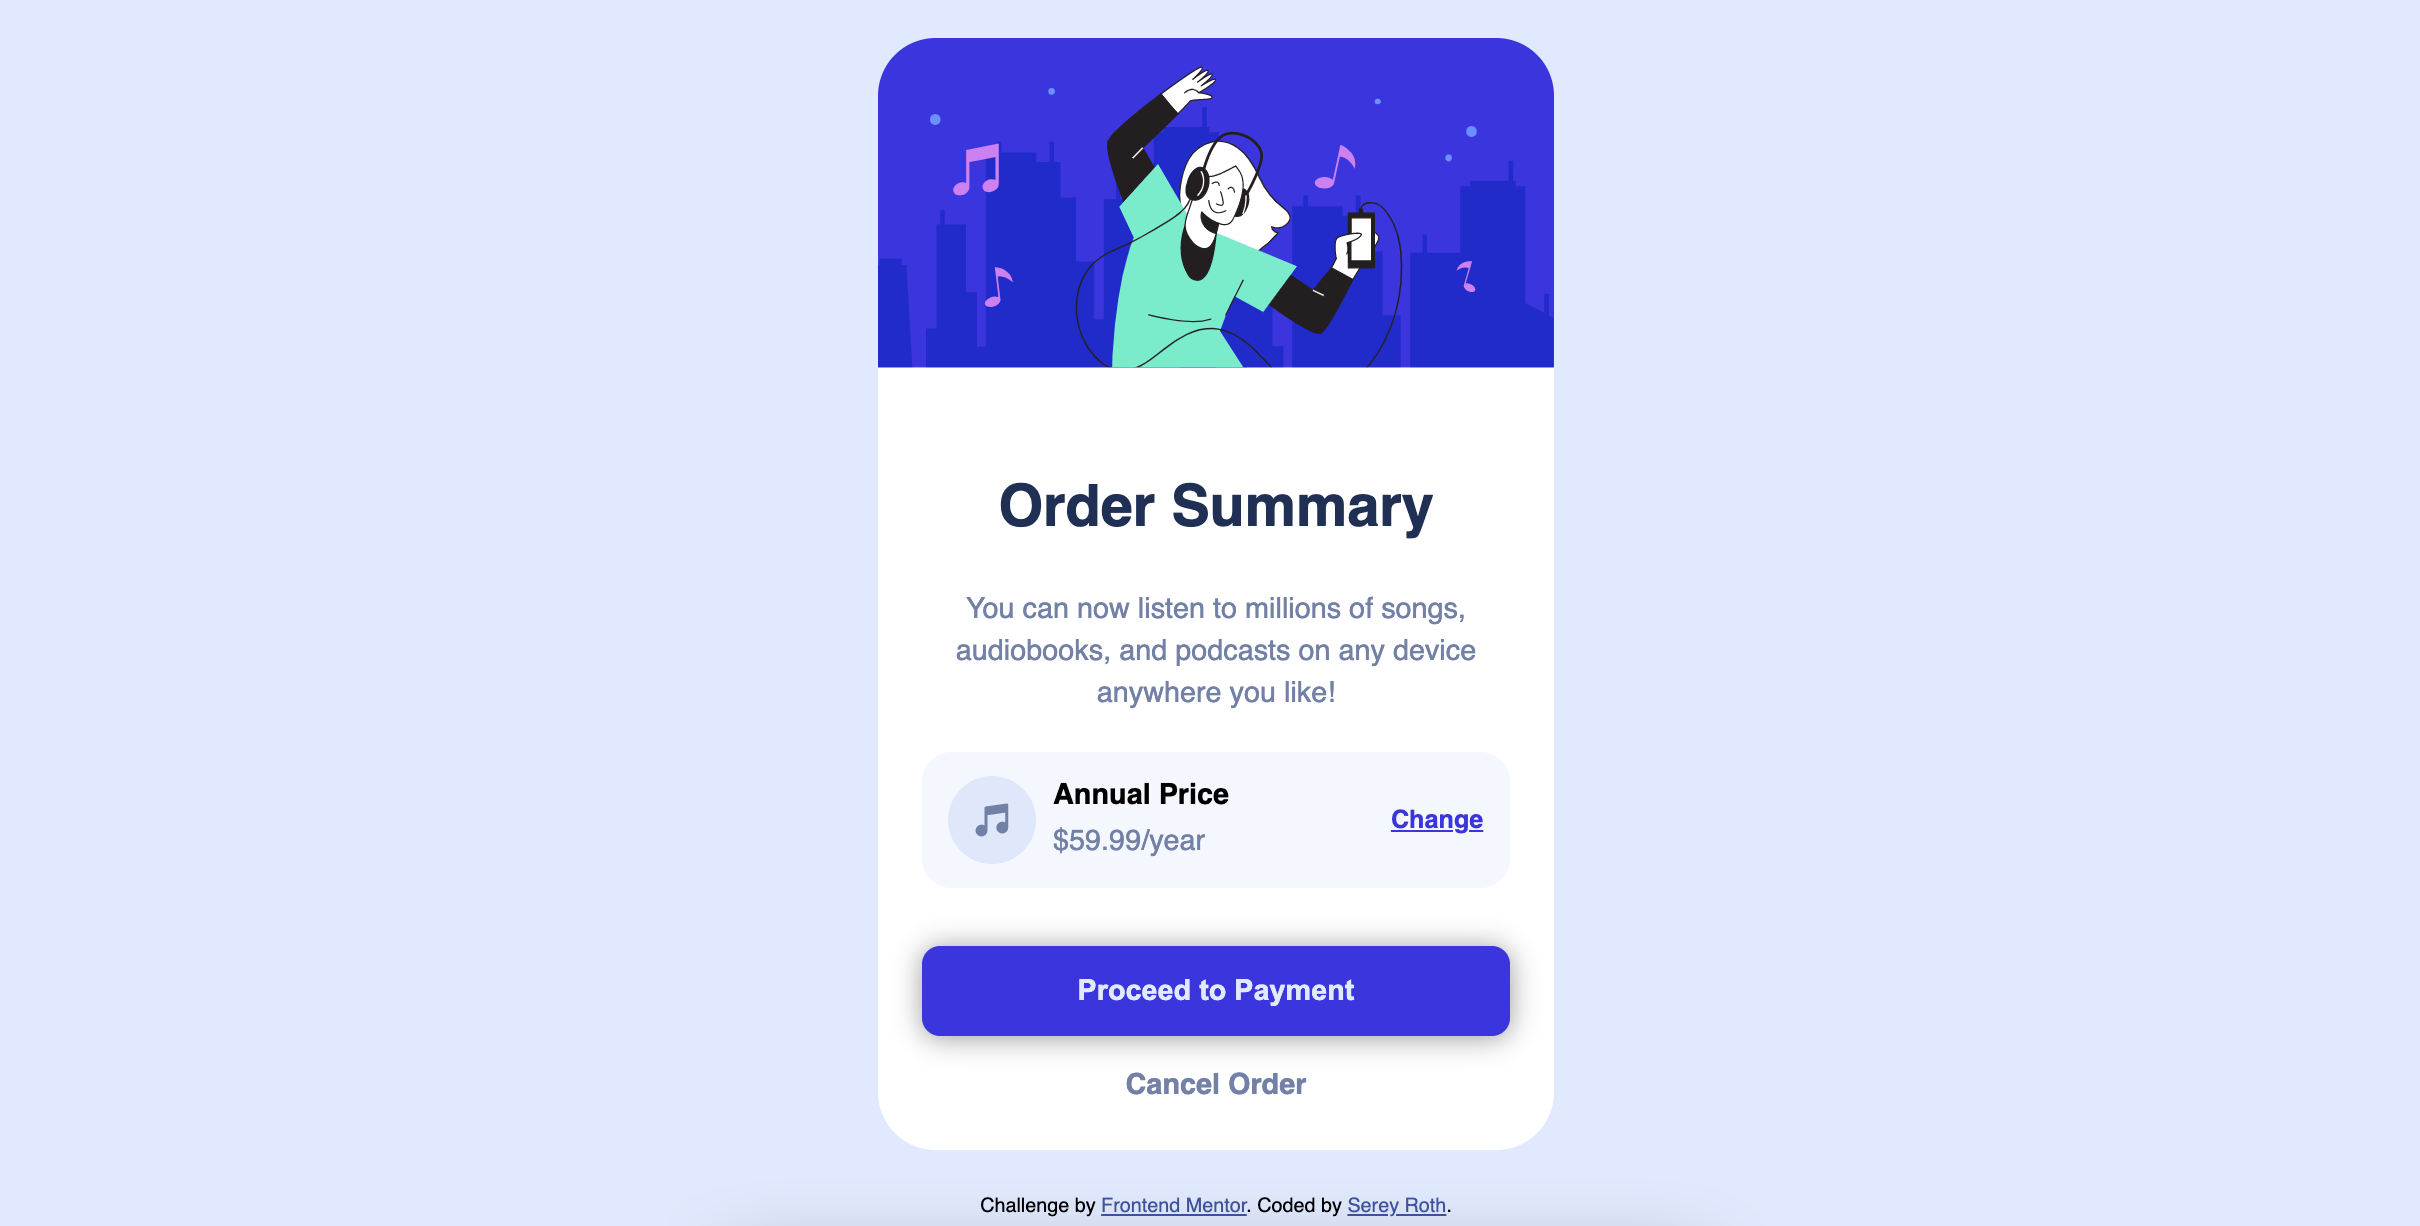 Order Summary
You can now listen to millions of songs,
audiobooks, and podcasts on any device
anywhere you like!
Annual Price
$59.99/year
Change
Proceed to Payment
Cancel Order
Challenge by Frontend Mentor. Coded by Serey Roth.